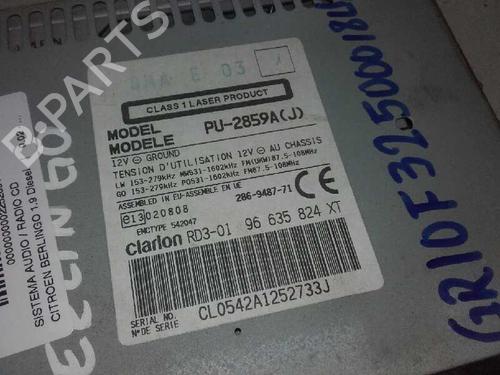 BMA E 03
CLASS 1 LASER PRODUCT
MODEL
MODELE
PU-2859A(J)
12V ⊖ GROUND
TENSION D'UTILISATION 12V ⊖ AU CHASSIS
LW 153-279kHz MW531-1602kHz FM(UKW)87.5-108MHz
GO 153-279kHz PO531-1602kHz FM87.5-108MHz
ASSEMBLED IN EU-ASSEMBLE EN UE
286-9487-71
e13 020808
ENCTYPE 542047
clarion RD3-01 96 635 824 XT
SERIAL NO.
N° DE SERIE
CL0542A1252733J
SISTEMA AUDIO / RADIO CD
CITROEN BERLINGO 1.9 Diesel
B-PARTS
GR10F325000184